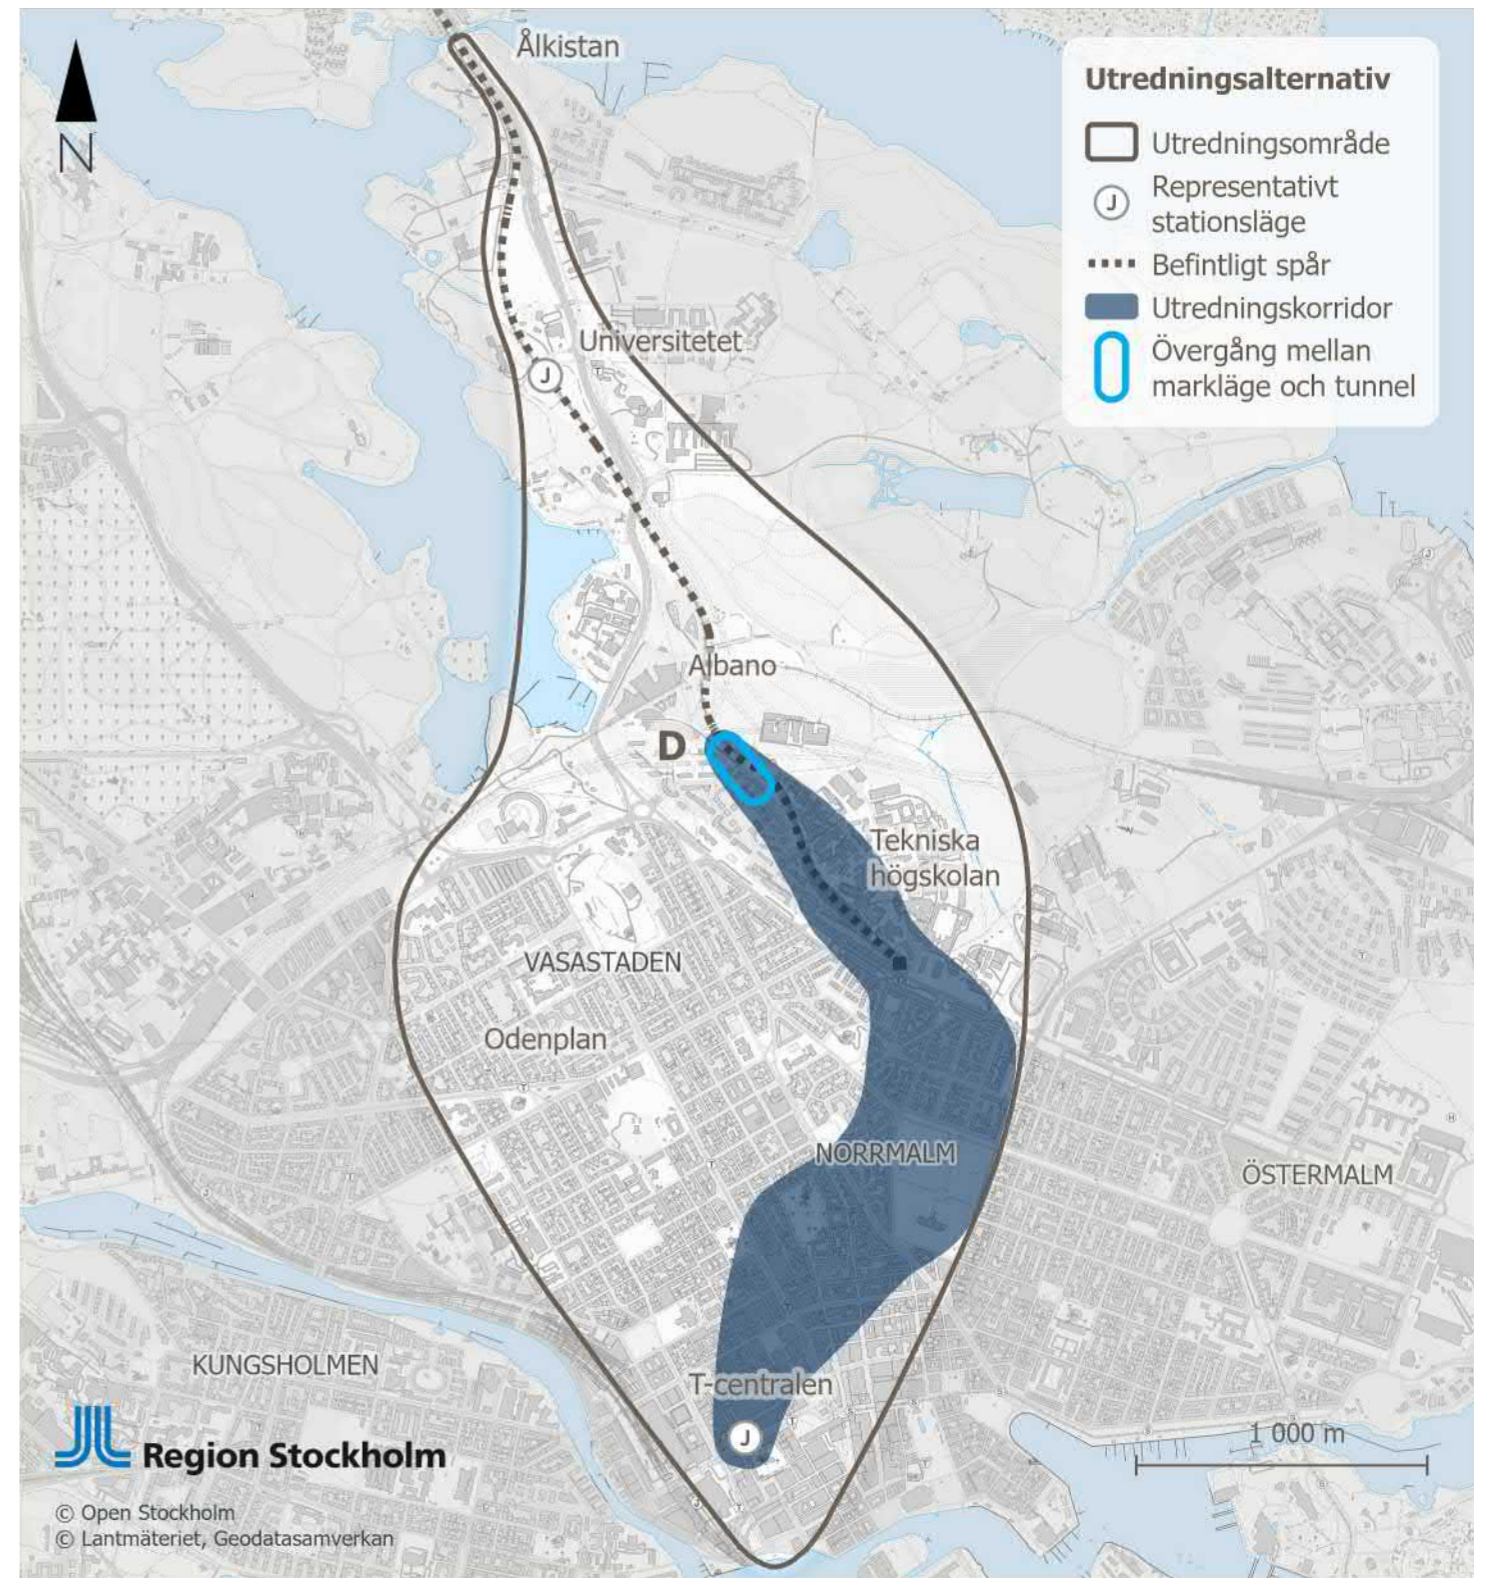 Ålkistan
N
Utredningsalternativ
Utredningsområde
J
Representativt
stationsläge
Befintligt spår
Utredningskorridor
Övergång mellan
markläge och tunnel
Universitetet
J
Albano
D
Tekniska
högskolan
VASASTADEN
Odenplan
NORRMALM
ÖSTERMALM
KUNGSHOLMEN
T-centralen
J
Region Stockholm
1 000 m
© Open Stockholm
© Lantmäteriet, Geodatasamverkan